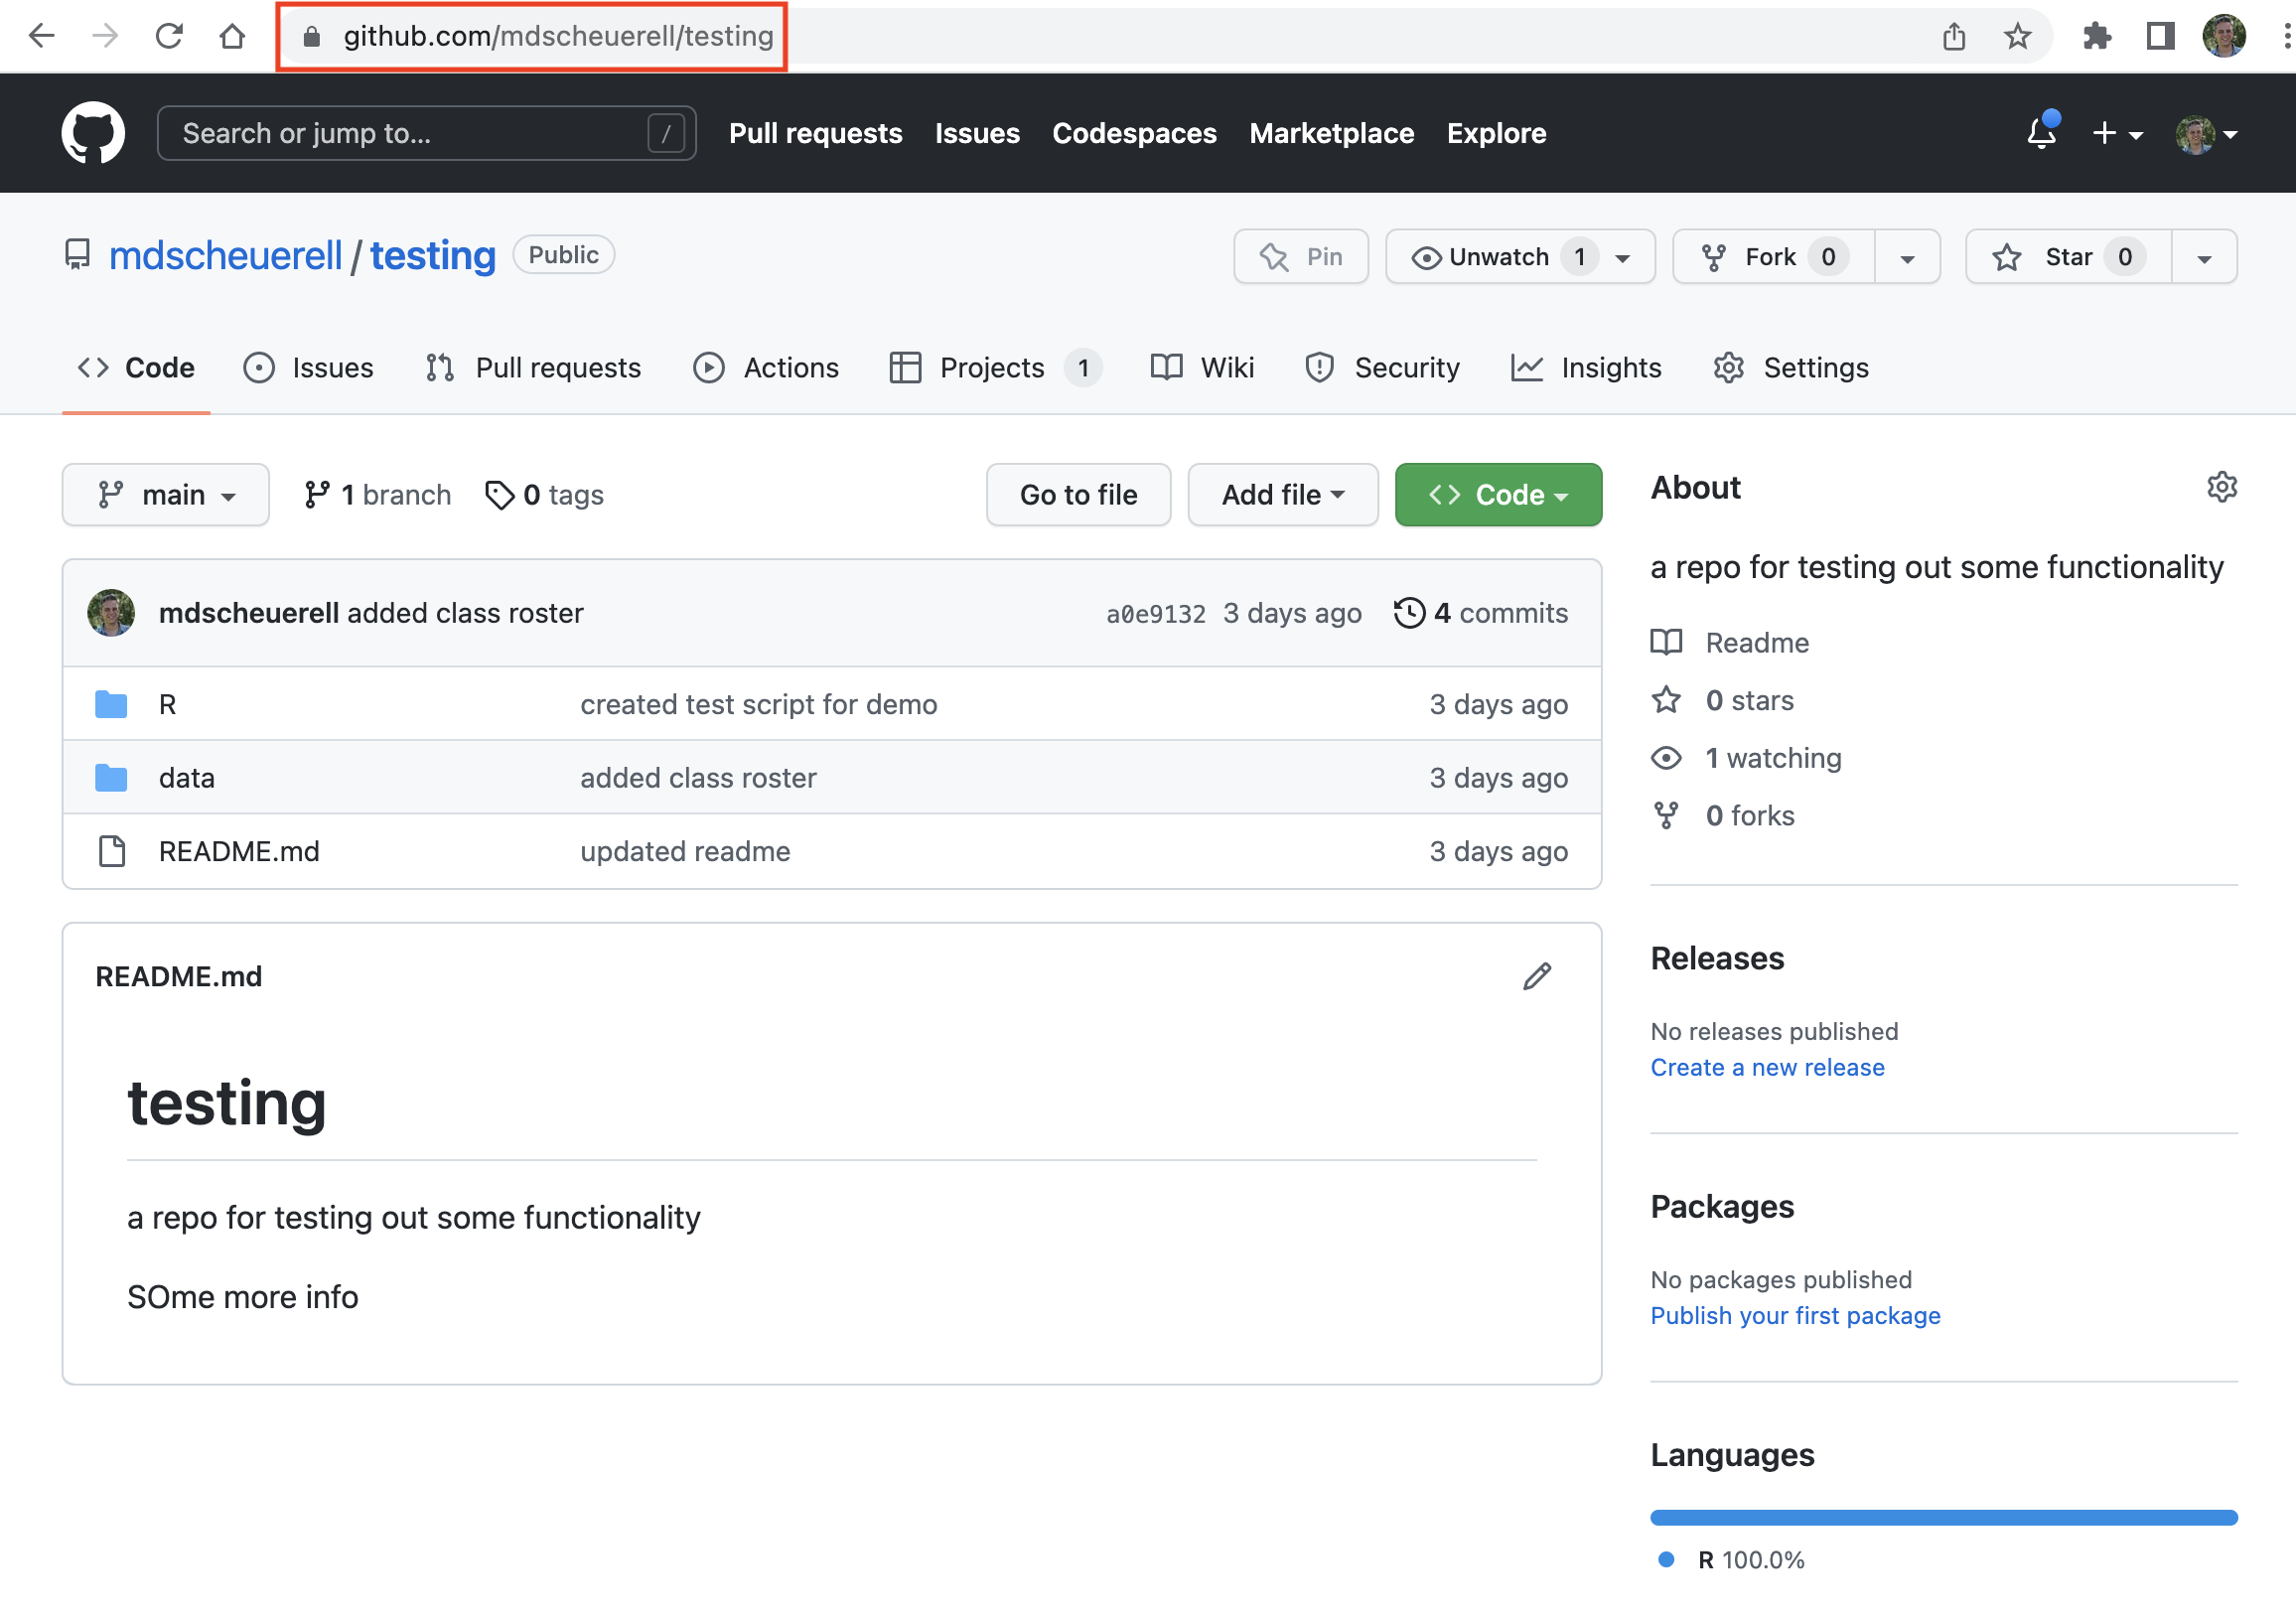 github.com/mdscheuerell/testing
Search or jump to... / Pull requests Issues Codespaces Marketplace Explore
mdscheuerell / testing Public Pin Unwatch 1 Fork 0 Star 0
Code Issues Pull requests Actions Projects 1 Wiki Security Insights Settings
main 1 branch 0 tags Go to file Add file Code
mdscheuerell added class roster a0e9132 3 days ago 4 commits
R created test script for demo 3 days ago
data added class roster 3 days ago
README.md updated readme 3 days ago
README.md
testing
a repo for testing out some functionality
SOme more info
About
a repo for testing out some functionality
Readme
0 stars
1 watching
0 forks
Releases
No releases published
Create a new release
Packages
No packages published
Publish your first package
Languages
R 100.0%